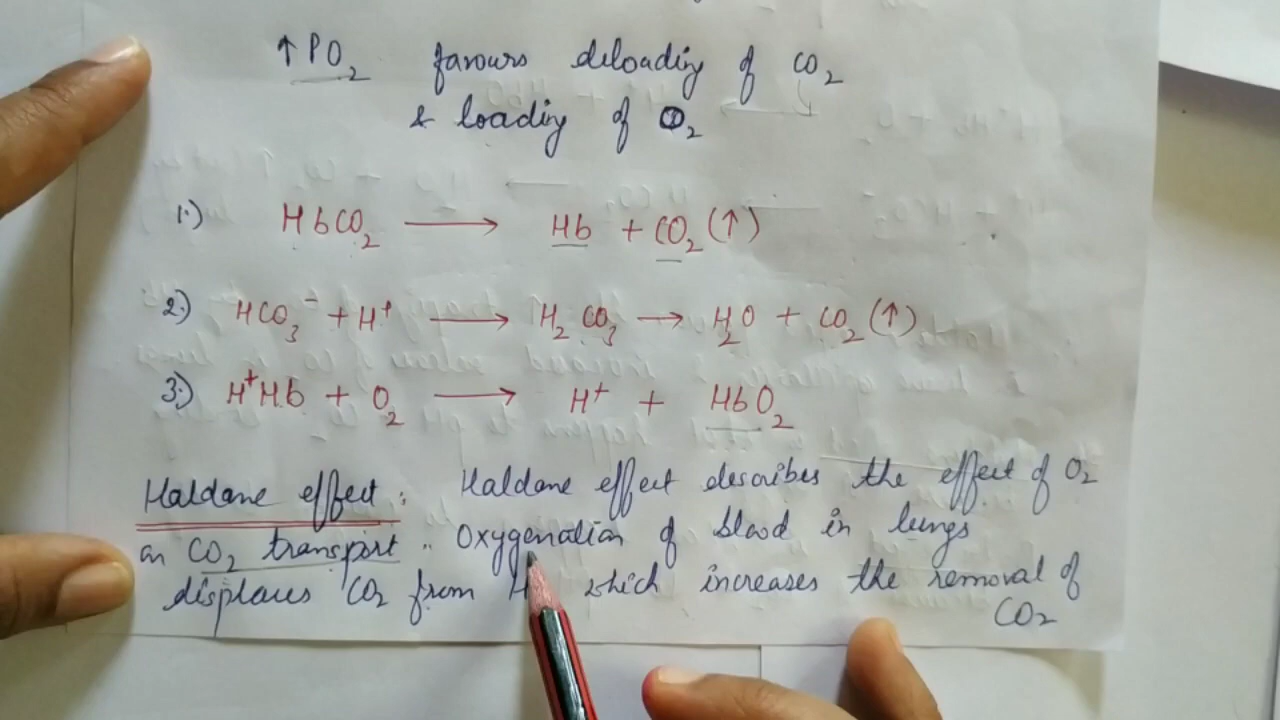 ↑PO₂ favours deloading of CO₂
& loading of O₂
1.) HbCO₂ → Hb + CO₂ (↑)
2.) HCO₃⁻ + H⁺ → H₂CO₃ → H₂O + CO₂ (↑)
3.) H⁺Hb + O₂ → H⁺ + HbO₂
Haldane effect: Haldane effect describes the effect of O₂
on CO₂ transport. Oxygenation of blood in lungs
displaces CO₂ from which increases the removal of
CO₂